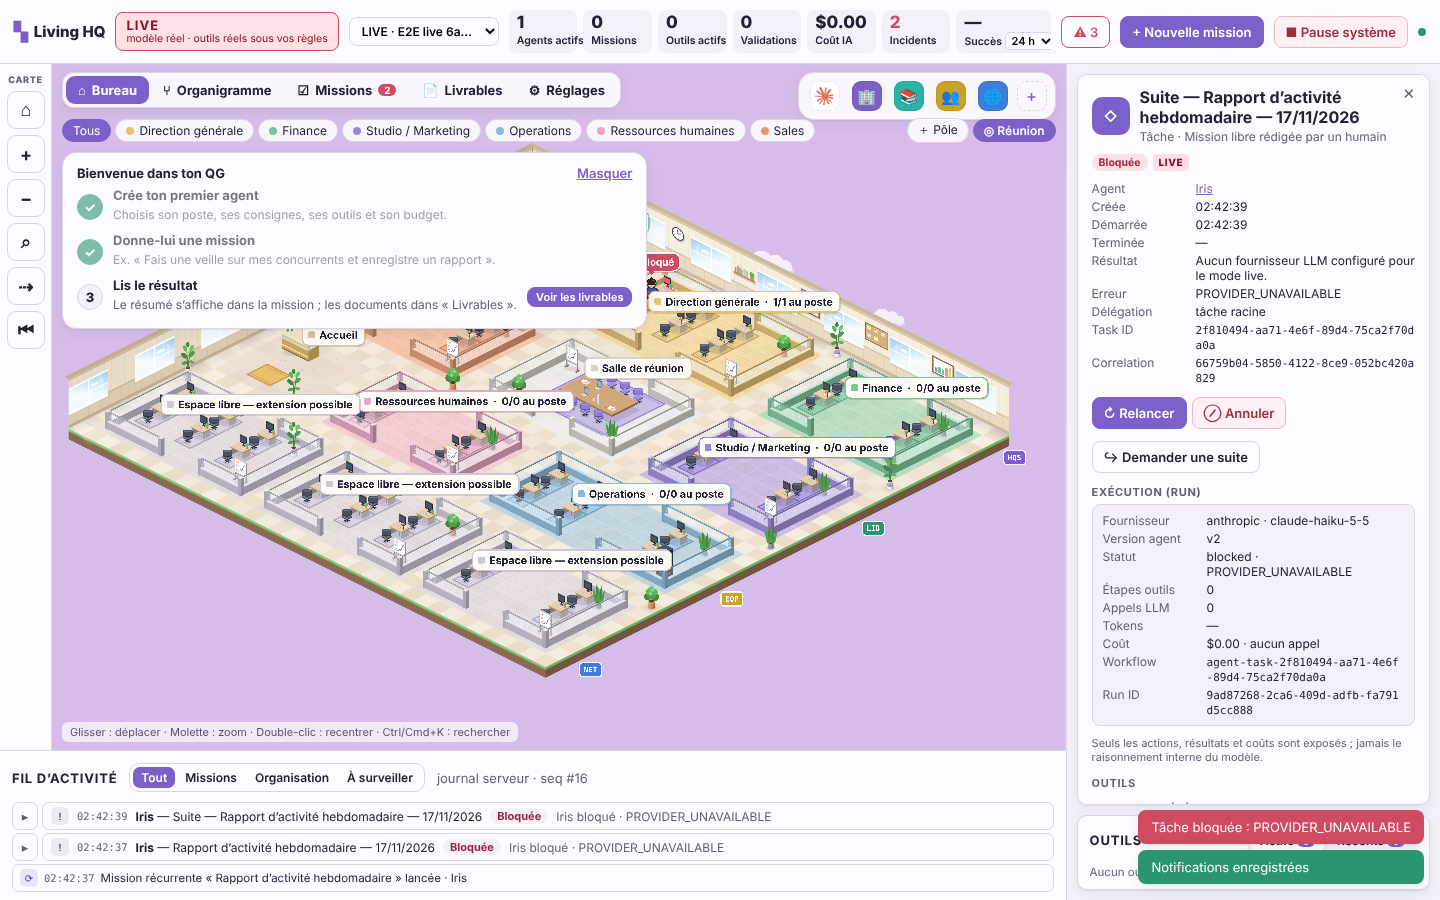 Living HQ
LIVE
modèle réel · outils réels sous vos règles
LIVE · E2E live 6a...
1
Agents actifs
0
Missions
0
Outils actifs
0
Validations
$0.00
Coût IA
2
Incidents
—
Succès 24 h
3
+ Nouvelle mission
Pause système
CARTE
Bureau
Organigramme
Missions 2
Livrables
Réglages
Tous
Direction générale
Finance
Studio / Marketing
Operations
Ressources humaines
Sales
+ Pôle
Réunion
Bienvenue dans ton QG
Masquer
Crée ton premier agent
Choisis son poste, ses consignes, ses outils et son budget.
Donne-lui une mission
Ex. « Fais une veille sur mes concurrents et enregistre un rapport ».
3
Lis le résultat
Le résumé s’affiche dans la mission ; les documents dans « Livrables ».
Voir les livrables
Direction générale · 1/1 au poste
Accueil
Salle de réunion
Finance · 0/0 au poste
Espace libre — extension possible
Ressources humaines · 0/0 au poste
Studio / Marketing · 0/0 au poste
HQS
Espace libre — extension possible
Operations · 0/0 au poste
LIB
Espace libre — extension possible
EQP
NET
Glisser : déplacer · Molette : zoom · Double-clic : recentrer · Ctrl/Cmd+K : rechercher
FIL D’ACTIVITÉ
Tout
Missions
Organisation
À surveiller
journal serveur · seq #16
! 02:42:39 Iris — Suite — Rapport d’activité hebdomadaire — 17/11/2026 Bloquée Iris bloqué · PROVIDER_UNAVAILABLE
! 02:42:37 Iris — Rapport d’activité hebdomadaire — 17/11/2026 Bloquée Iris bloqué · PROVIDER_UNAVAILABLE
02:42:37 Mission récurrente « Rapport d’activité hebdomadaire » lancée · Iris
Suite — Rapport d’activité
hebdomadaire — 17/11/2026
Tâche · Mission libre rédigée par un humain
Bloquée LIVE
Agent Iris
Créée 02:42:39
Démarrée 02:42:39
Terminée —
Résultat Aucun fournisseur LLM configuré pour
le mode live.
Erreur PROVIDER_UNAVAILABLE
Délégation tâche racine
Task ID 2f810494-aa71-4e6f-89d4-75ca2f70d
a0a
Correlation 66759b04-5850-4122-8ce9-052bc420a
829
Relancer
Annuler
Demander une suite
EXÉCUTION (RUN)
Fournisseur anthropic · claude-haiku-5-5
Version agent v2
Statut blocked ·
PROVIDER_UNAVAILABLE
Étapes outils 0
Appels LLM 0
Tokens —
Coût $0.00 · aucun appel
Workflow agent-task-2f810494-aa71-4e6f
-89d4-75ca2f70da0a
Run ID 9ad87268-2ca6-409d-adfb-fa791
d5cc888
Seuls les actions, résultats et coûts sont exposés ; jamais le
raisonnement interne du modèle.
OUTILS
Tâche bloquée : PROVIDER_UNAVAILABLE
OUTILS
Notifications enregistrées
Aucun